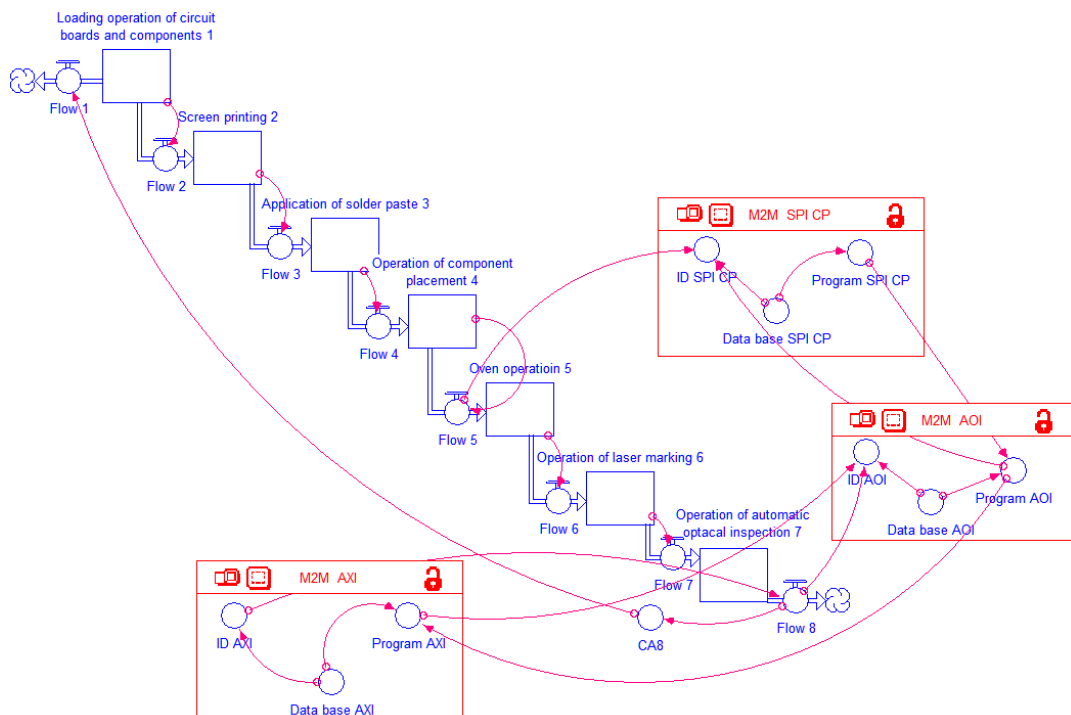 Loading operation of circuit
boards and components 1
Flow 1
Screen printing 2
Flow 2
Application of solder paste 3
Flow 3
Operation of component
placement 4
Flow 4
Oven operatioin 5
Flow 5
Operation of laser marking 6
Flow 6
Operation of automatic
optacal inspection 7
Flow 7
Flow 8
CA8
M2M SPI CP
ID SPI CP
Program SPI CP
Data base SPI CP
M2M AOI
ID AOI
Program AOI
Data base AOI
M2M AXI
ID AXI
Program AXI
Data base AXI